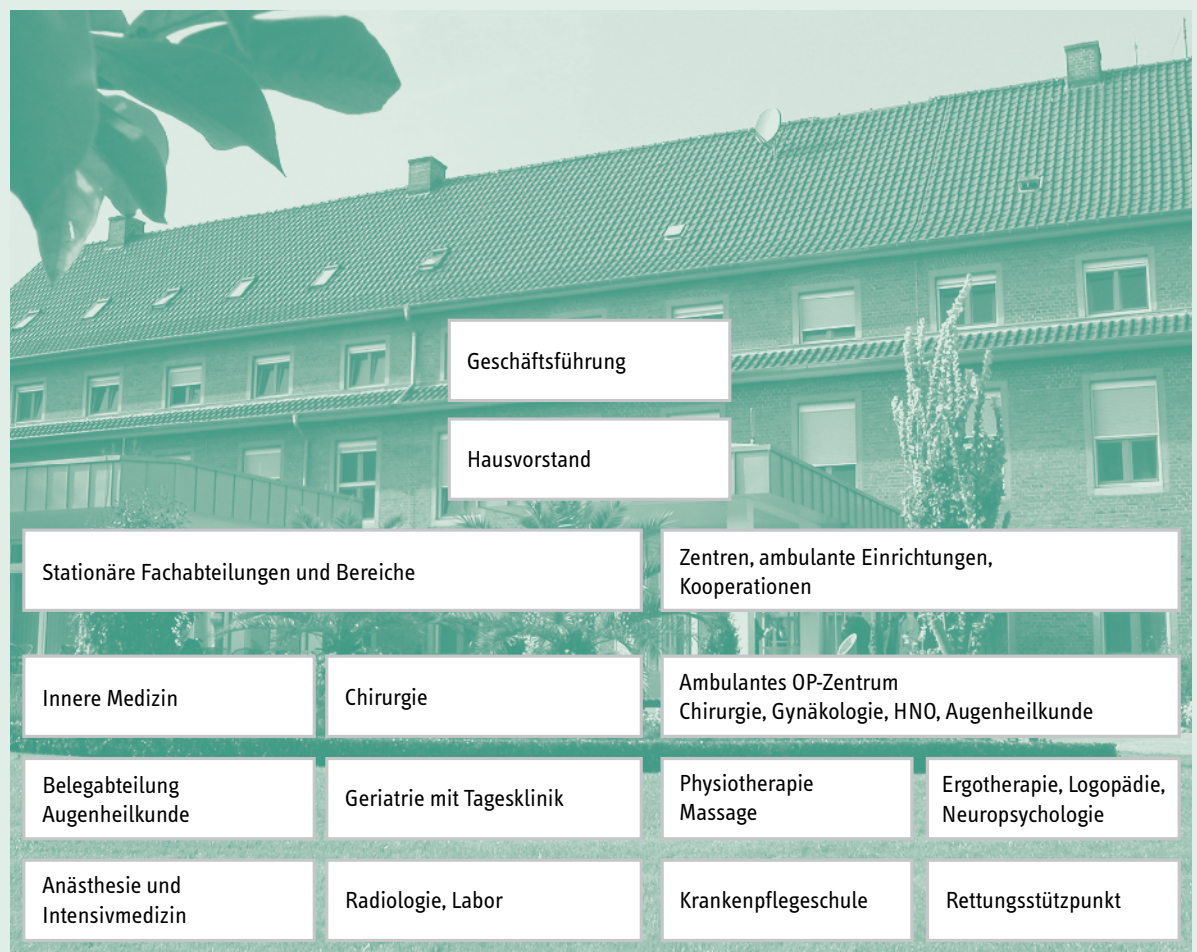 Geschäftsführung
Hausvorstand
Stationäre Fachabteilungen und Bereiche
Zentren, ambulante Einrichtungen,
Kooperationen
Innere Medizin
Chirurgie
Ambulantes OP-Zentrum
Chirurgie, Gynäkologie, HNO, Augenheilkunde
Belegabteilung
Augenheilkunde
Geriatrie mit Tagesklinik
Physiotherapie
Massage
Ergotherapie, Logopädie,
Neuropsychologie
Anästhesie und
Intensivmedizin
Radiologie, Labor
Krankenpflegeschule
Rettungsstützpunkt